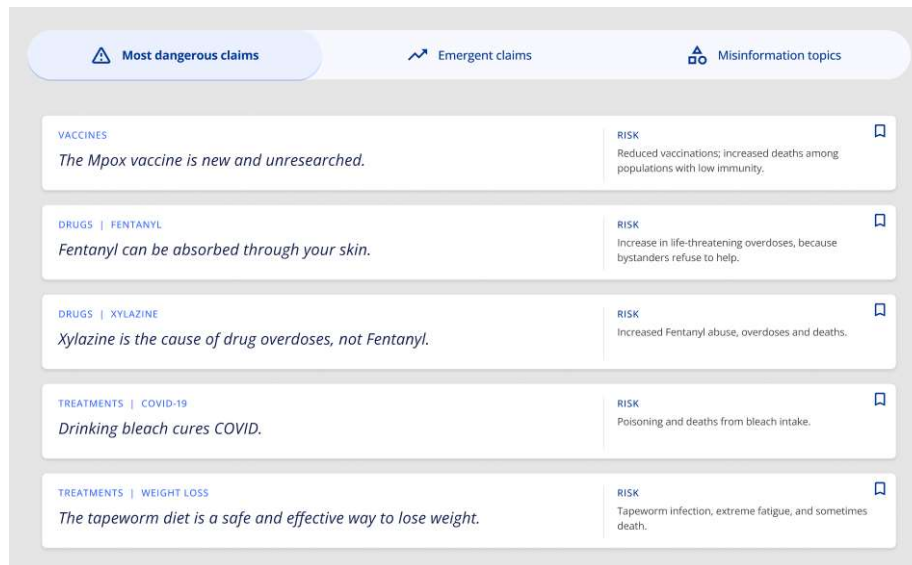 Most dangerous claims
Emergent claims
Misinformation topics
VACCINES
The Mpox vaccine is new and unresearched.
RISK
Reduced vaccinations; increased deaths among
populations with low immunity.
DRUGS | FENTANYL
Fentanyl can be absorbed through your skin.
RISK
Increase in life-threatening overdoses, because
bystanders refuse to help.
DRUGS | XYLAZINE
Xylazine is the cause of drug overdoses, not Fentanyl.
RISK
Increased Fentanyl abuse, overdoses and deaths.
TREATMENTS | COVID-19
Drinking bleach cures COVID.
RISK
Poisoning and deaths from bleach intake.
TREATMENTS | WEIGHT LOSS
The tapeworm diet is a safe and effective way to lose weight.
RISK
Tapeworm infection, extreme fatigue, and sometimes
death.